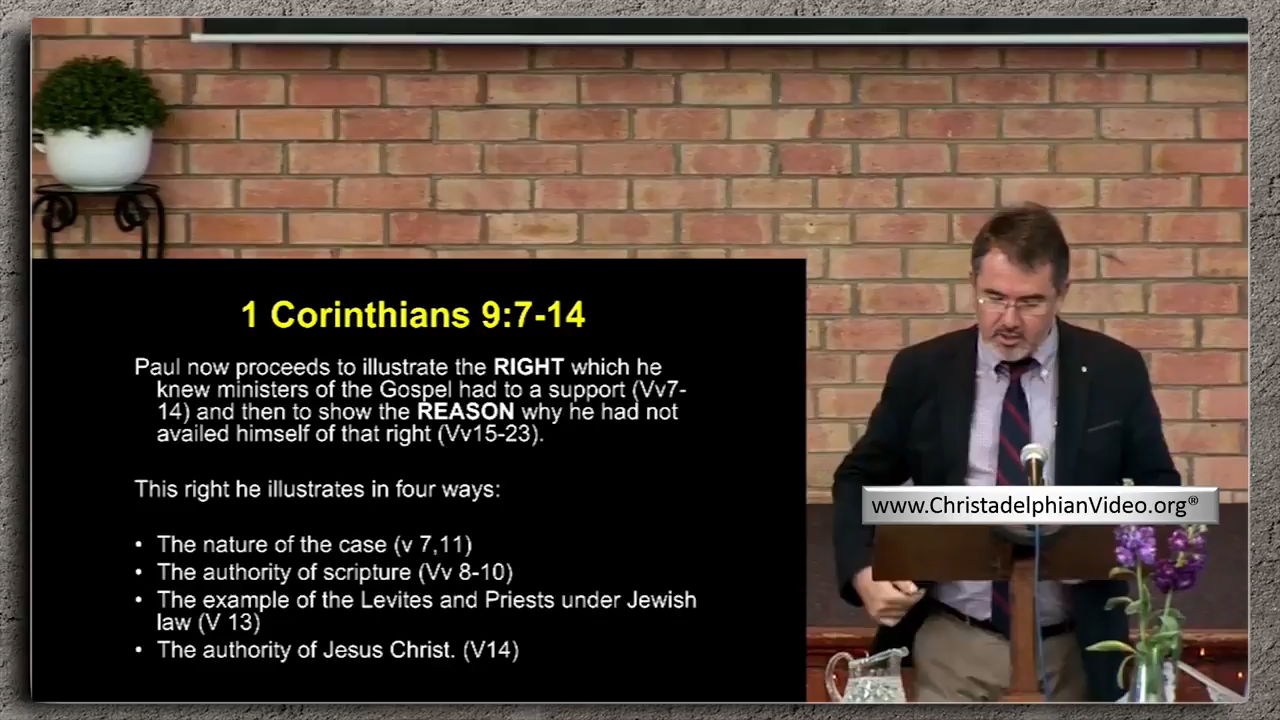 1 Corinthians 9:7-14
Paul now proceeds to illustrate the RIGHT which he
knew ministers of the Gospel had to a support (Vv7-
14) and then to show the REASON why he had not
availed himself of that right (Vv15-23).
This right he illustrates in four ways:
• The nature of the case (v 7,11)
• The authority of scripture (Vv 8-10)
• The example of the Levites and Priests under Jewish
law (V 13)
• The authority of Jesus Christ. (V14)
www.ChristadelphianVideo.org®